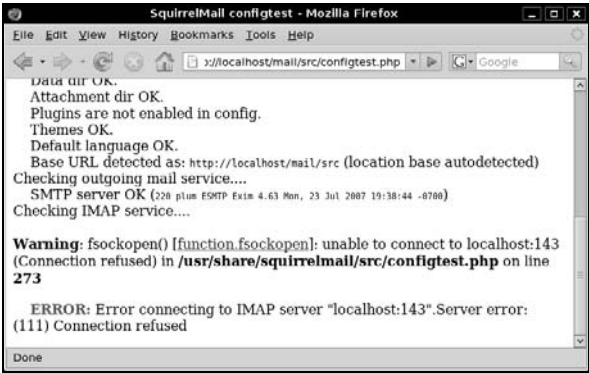 SquirrelMail configtest - Mozilla Firefox
File Edit View History Bookmarks Tools Help
://localhost/mail/src/configtest.php
Google
Data dir OK.
Attachment dir OK.
Plugins are not enabled in config.
Themes OK.
Default language OK.
Base URL detected as: http://localhost/mail/src (location base autodetected)
Checking outgoing mail service....
SMTP server OK (220 plum ESMTP Exim 4.63 Mon, 23 Jul 2007 19:38:44 -0700)
Checking IMAP service....
Warning: fsockopen() [function.fsockopen]: unable to connect to localhost:143
(Connection refused) in /usr/share/squirrelmail/src/configtest.php on line
273
ERROR: Error connecting to IMAP server "localhost:143".Server error:
(111) Connection refused
Done